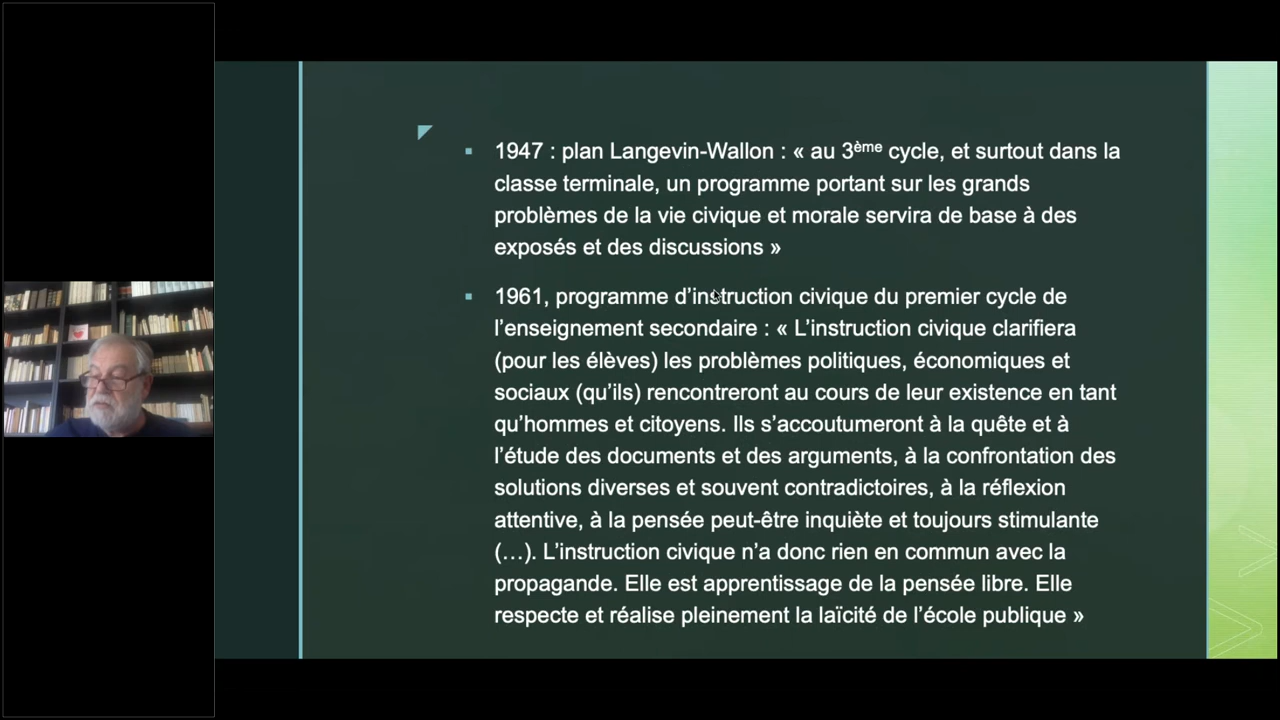 1947 : plan Langevin-Wallon : « au 3ème cycle, et surtout dans la
classe terminale, un programme portant sur les grands
problèmes de la vie civique et morale servira de base à des
exposés et des discussions »
1961, programme d’instruction civique du premier cycle de
l’enseignement secondaire : « L’instruction civique clarifiera
(pour les élèves) les problèmes politiques, économiques et
sociaux (qu’ils) rencontreront au cours de leur existence en tant
qu’hommes et citoyens. Ils s’accoutumeront à la quête et à
l’étude des documents et des arguments, à la confrontation des
solutions diverses et souvent contradictoires, à la réflexion
attentive, à la pensée peut-être inquiète et toujours stimulante
(…). L’instruction civique n’a donc rien en commun avec la
propagande. Elle est apprentissage de la pensée libre. Elle
respecte et réalise pleinement la laïcité de l’école publique »